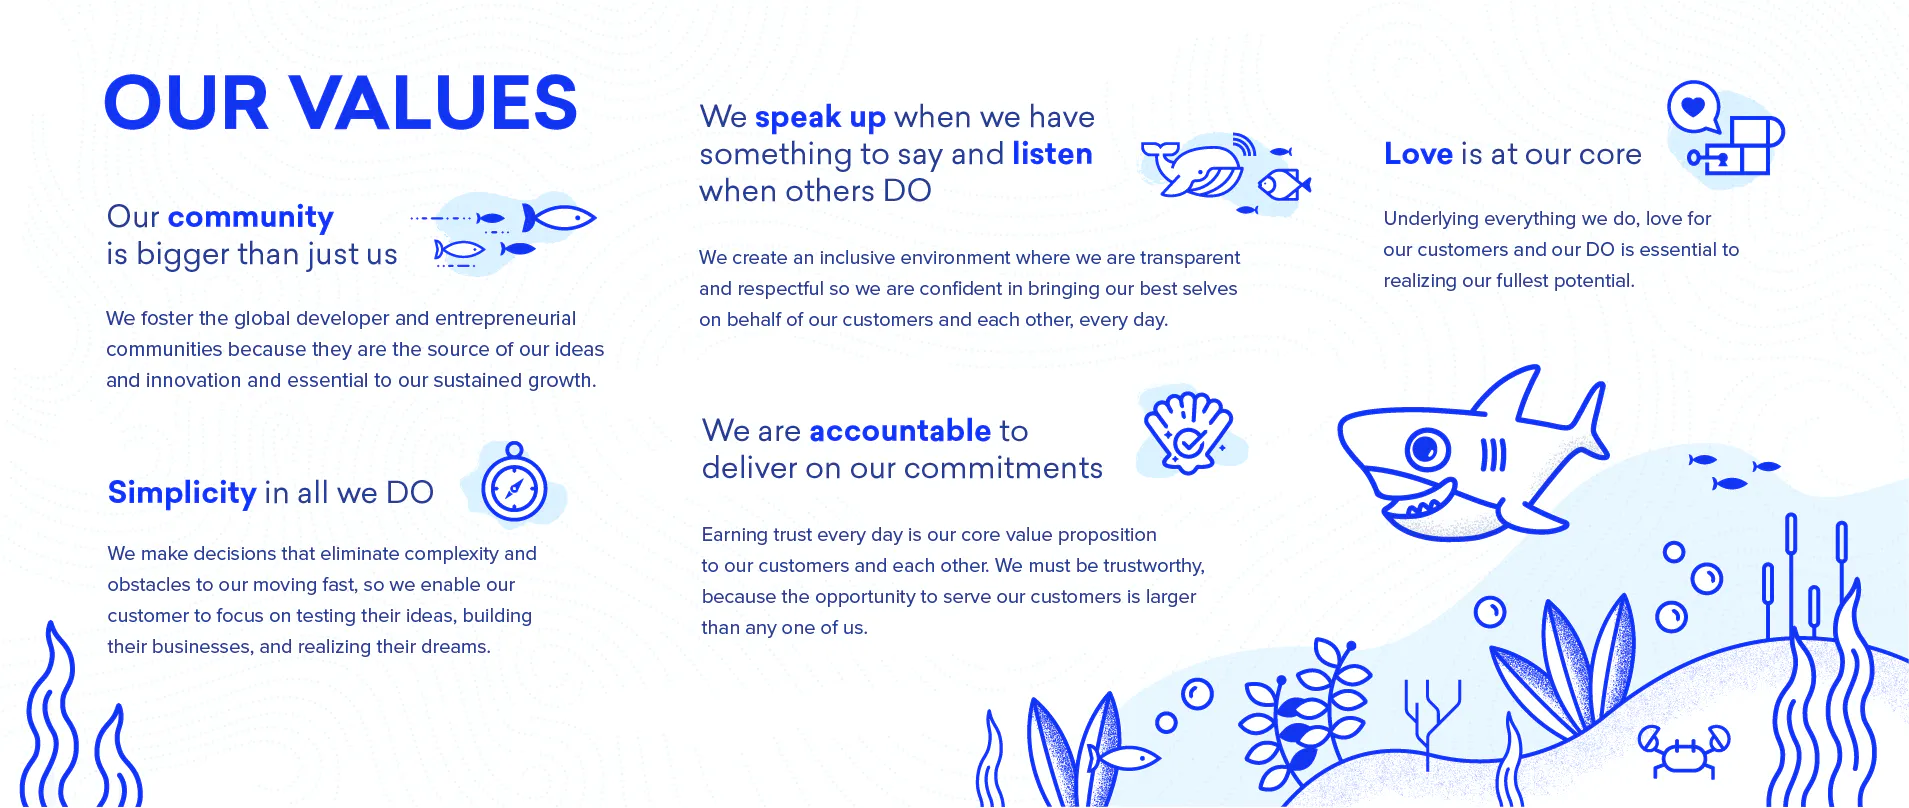 OUR VALUES
Our community
is bigger than just us
We foster the global developer and entrepreneurial
communities because they are the source of our ideas
and innovation and essential to our sustained growth.
Simplicity in all we DO
We make decisions that eliminate complexity and
obstacles to our moving fast, so we enable our
customer to focus on testing their ideas, building
their businesses, and realizing their dreams.
We speak up when we have
something to say and listen
when others DO
We create an inclusive environment where we are transparent
and respectful so we are confident in bringing our best selves
on behalf of our customers and each other, every day.
We are accountable to
deliver on our commitments
Earning trust every day is our core value proposition
to our customers and each other. We must be trustworthy,
because the opportunity to serve our customers is larger
than any one of us.
Love is at our core
Underlying everything we do, love for
our customers and our DO is essential to
realizing our fullest potential.